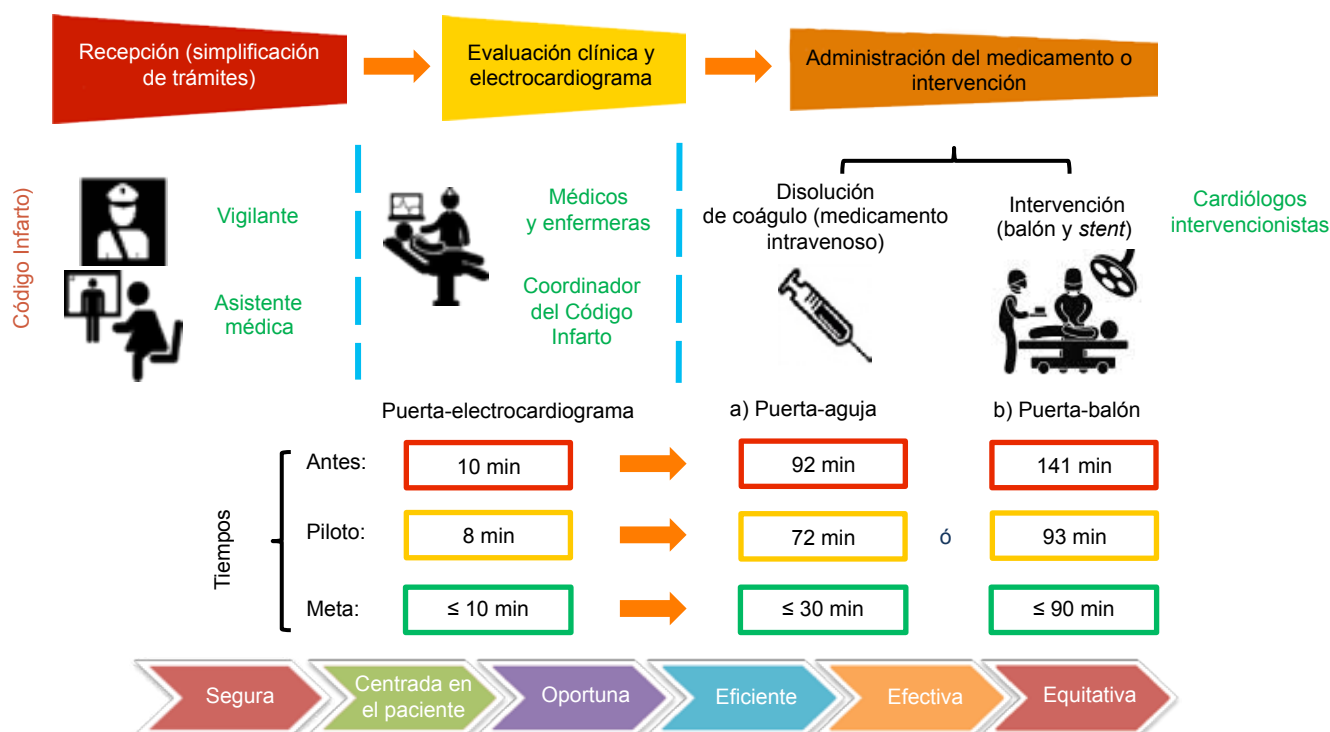 Recepción (simplificación
de trámites)
Evaluación clínica y
electrocardiograma
Administración del medicamento o
intervención
Código Infarto)
Vigilante
Asistente
médica
Médicos
y enfermeras
Coordinador
del Código
Infarto
Disolución
de coágulo (medicamento
intravenoso)
Intervención
(balón y stent)
Cardiólogos
intervencionistas
Puerta-electrocardiograma
a) Puerta-aguja
b) Puerta-balón
Tiempos
Antes:
10 min
92 min
141 min
Piloto:
8 min
72 min
ó
93 min
Meta:
≤ 10 min
≤ 30 min
≤ 90 min
Segura
Centrada en
el paciente
Oportuna
Eficiente
Efectiva
Equitativa